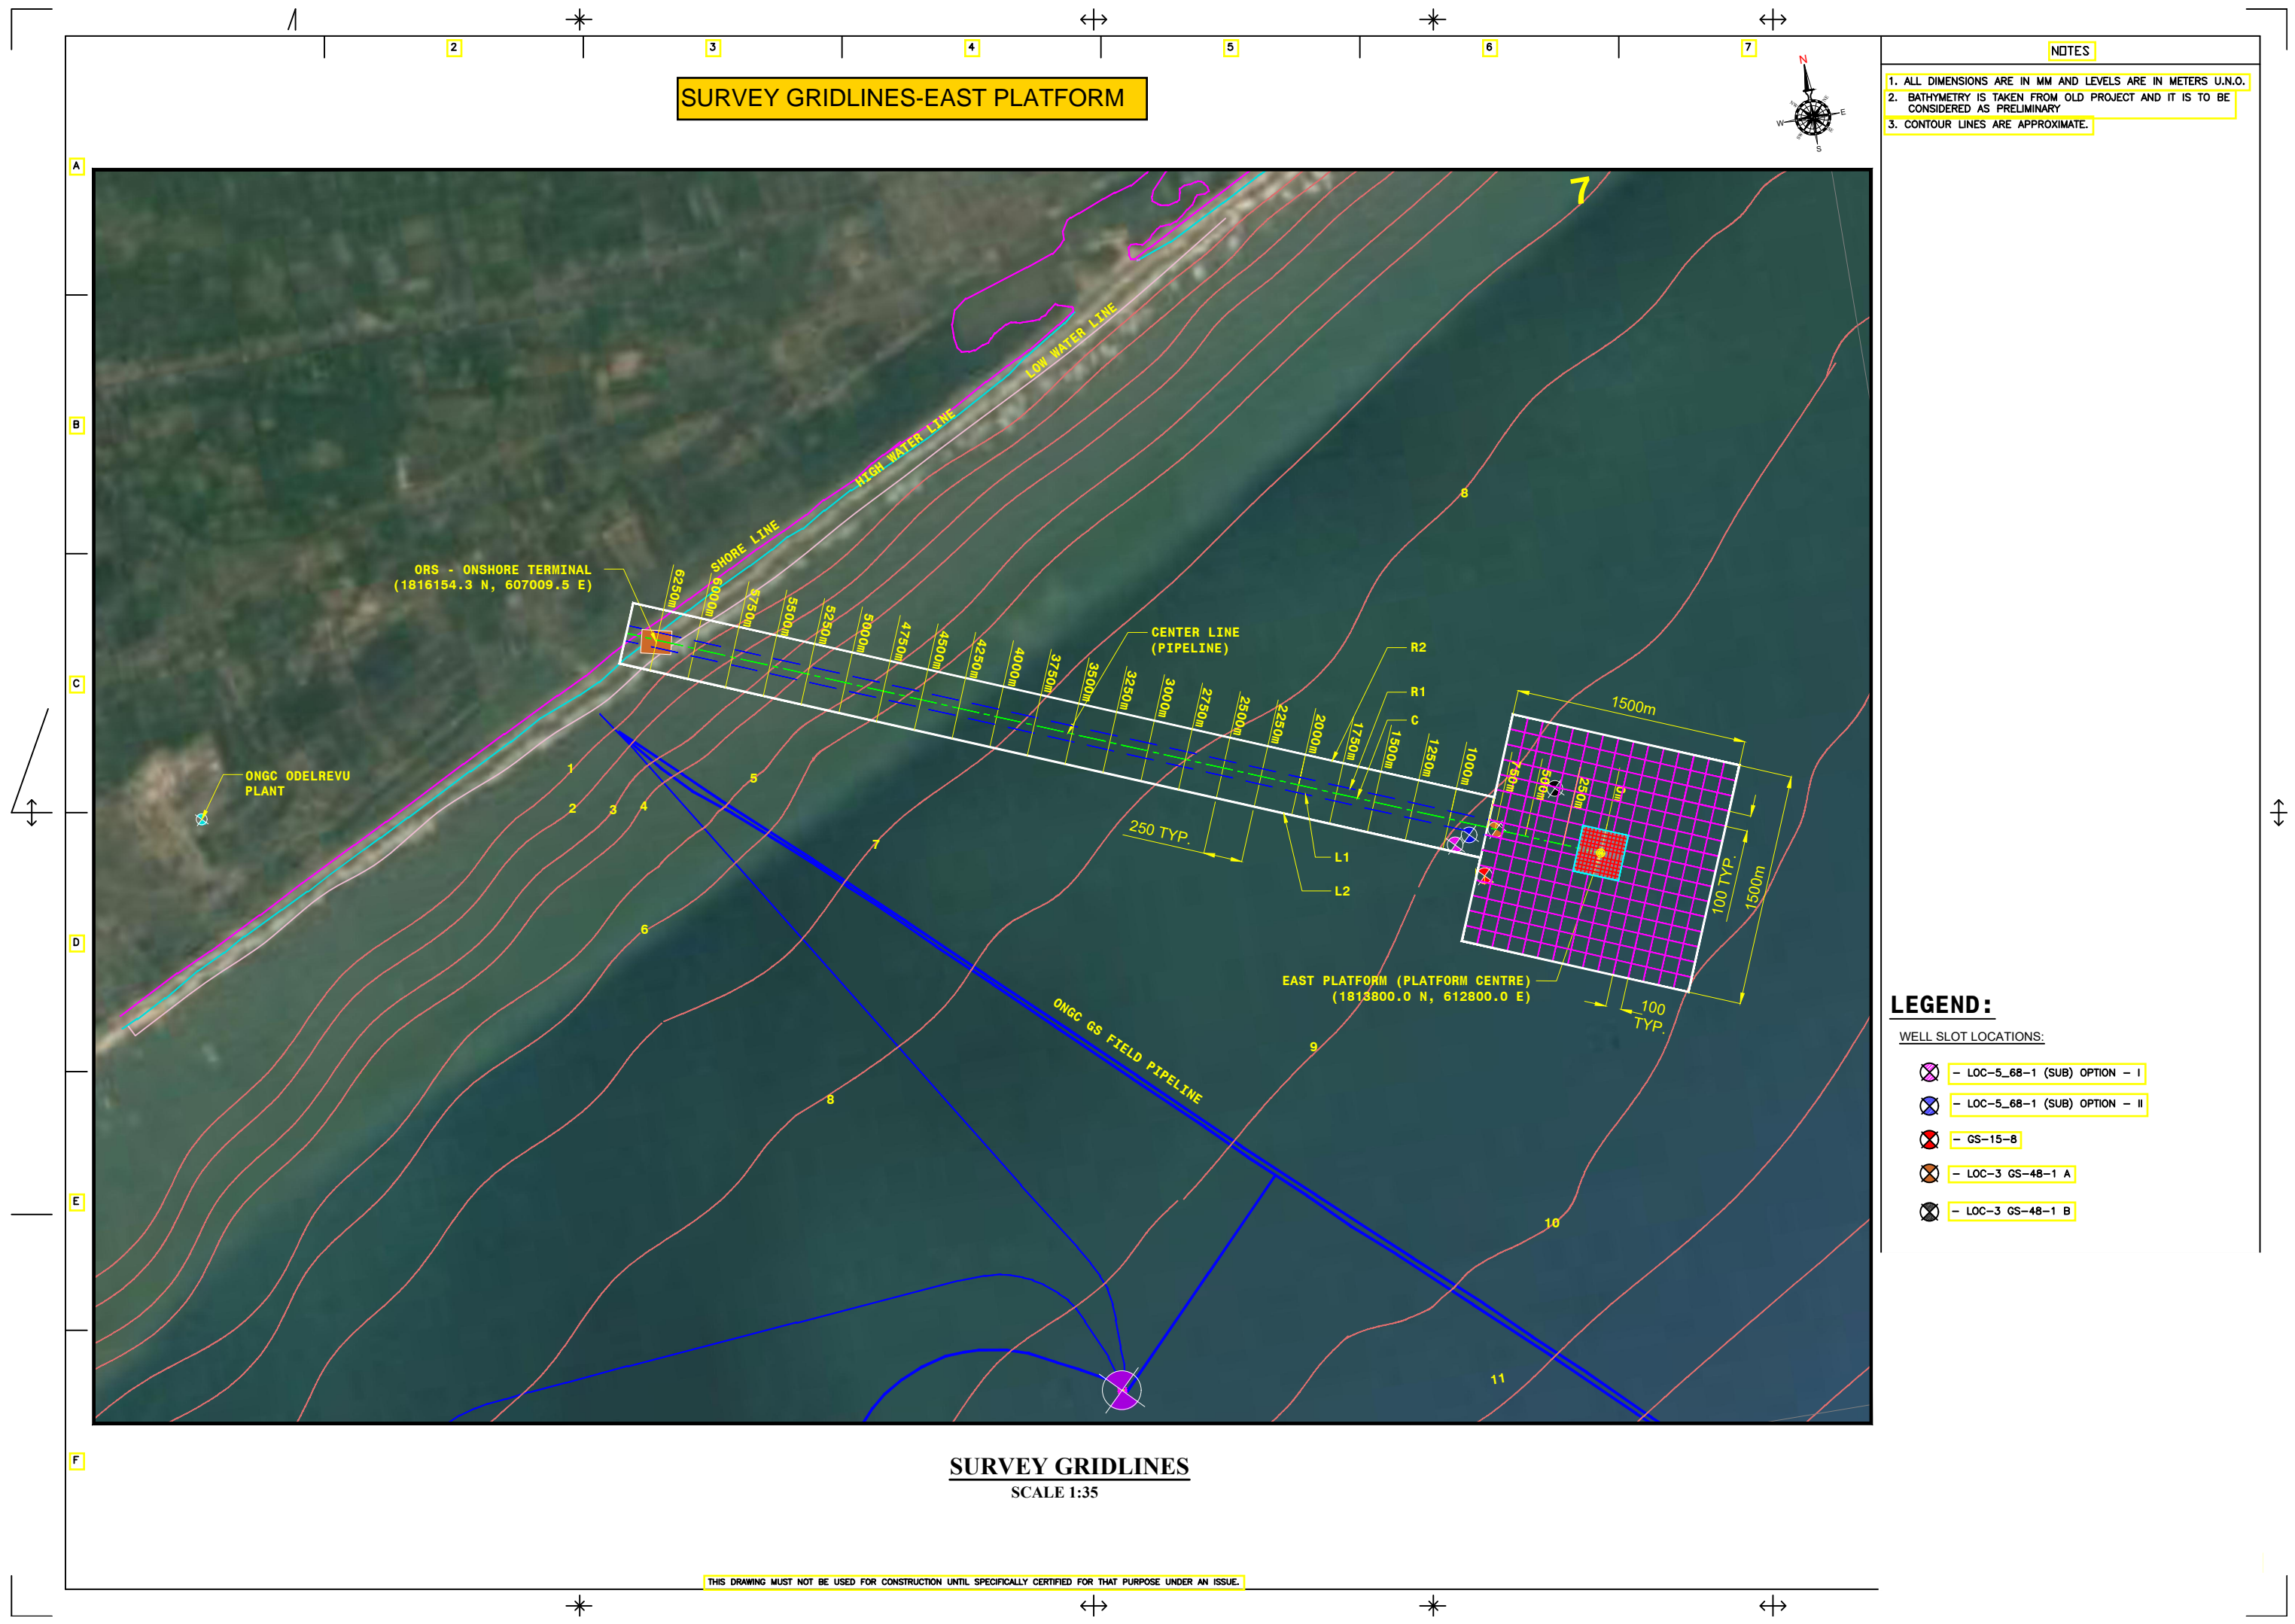 2
3
4
5
6
7
NOTES
1. ALL DIMENSIONS ARE IN MM AND LEVELS ARE IN METERS U.N.O.
2. BATHYMETRY IS TAKEN FROM OLD PROJECT AND IT IS TO BE
CONSIDERED AS PRELIMINARY
3. CONTOUR LINES ARE APPROXIMATE.
SURVEY GRIDLINES-EAST PLATFORM
N
E
S
W
A
B
C
D
E
F
7
LOW WATER LINE
HIGH WATER LINE
SHORE LINE
8
ORS - ONSHORE TERMINAL
(1816154.3 N, 607009.5 E)
6250m
6000m
5750m
5500m
5250m
5000m
4750m
4500m
4250m
4000m
3750m
3500m
3250m
3000m
2750m
2500m
2250m
2000m
1750m
1500m
1250m
1000m
750m
500m
250m
0m
CENTER LINE
(PIPELINE)
R2
R1
C
1500m
ONGC ODELREVU
PLANT
1
2
3
4
5
6
7
250 TYP.
L1
L2
100 TYP.
1500m
EAST PLATFORM (PLATFORM CENTRE)
(1813800.0 N, 612800.0 E)
100
TYP.
ONGC GS FIELD PIPELINE
8
9
10
11
LEGEND:
WELL SLOT LOCATIONS:
- LOC-5_68-1 (SUB) OPTION - I
- LOC-5_68-1 (SUB) OPTION - II
- GS-15-8
- LOC-3 GS-48-1 A
- LOC-3 GS-48-1 B
SURVEY GRIDLINES
SCALE 1:35
THIS DRAWING MUST NOT BE USED FOR CONSTRUCTION UNTIL SPECIFICALLY CERTIFIED FOR THAT PURPOSE UNDER AN ISSUE.